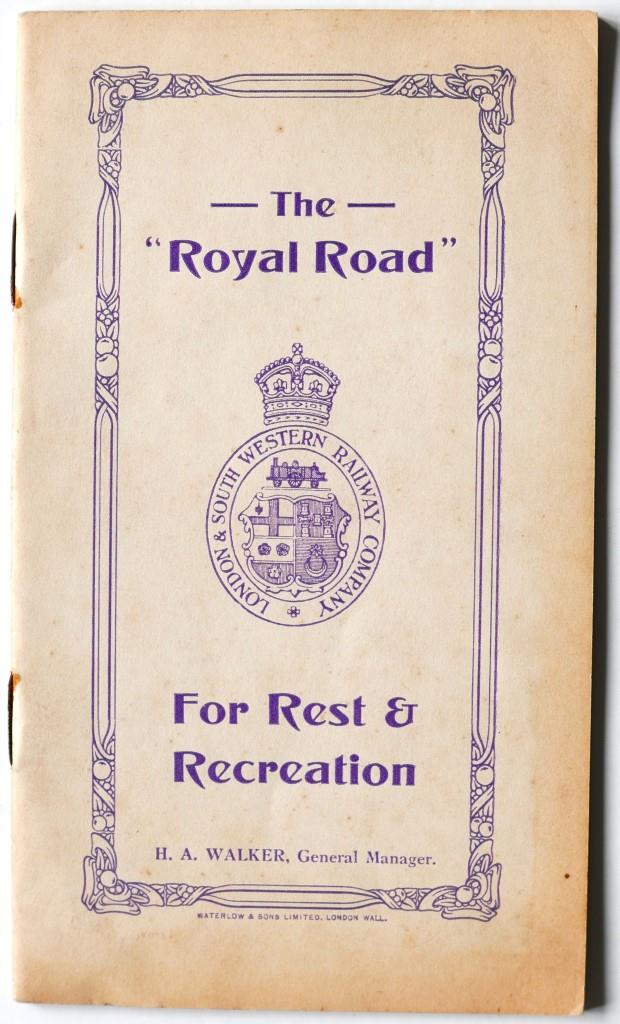 — The —
“Royal Road”
LONDON & SOUTH WESTERN RAILWAY COMPANY
For Rest &
Recreation
H. A. WALKER, General Manager.
WATERLOW & SONS LIMITED, LONDON WALL.